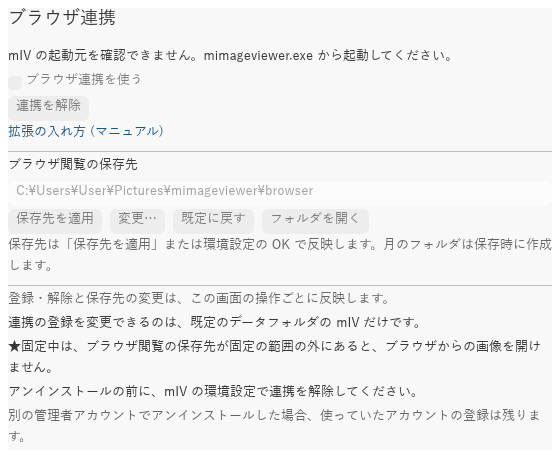 ブラウザ連携
mIV の起動元を確認できません。mimageviewer.exe から起動してください。
ブラウザ連携を使う
連携を解除
拡張の入れ方 (マニュアル)
ブラウザ閲覧の保存先
C:¥Users¥User¥Pictures¥mimageviewer¥browser
保存先を適用 変更… 既定に戻す フォルダを開く
保存先は「保存先を適用」または環境設定の OK で反映します。月のフォルダは保存時に作成
します。
登録・解除と保存先の変更は、この画面の操作ごとに反映します。
連携の登録を変更できるのは、既定のデータフォルダの mIV だけです。
★固定中は、ブラウザ閲覧の保存先が固定の範囲の外にあると、ブラウザからの画像を開け
ません。
アンインストールの前に、mIV の環境設定で連携を解除してください。
別の管理者アカウントでアンインストールした場合、使っていたアカウントの登録は残りま
す。